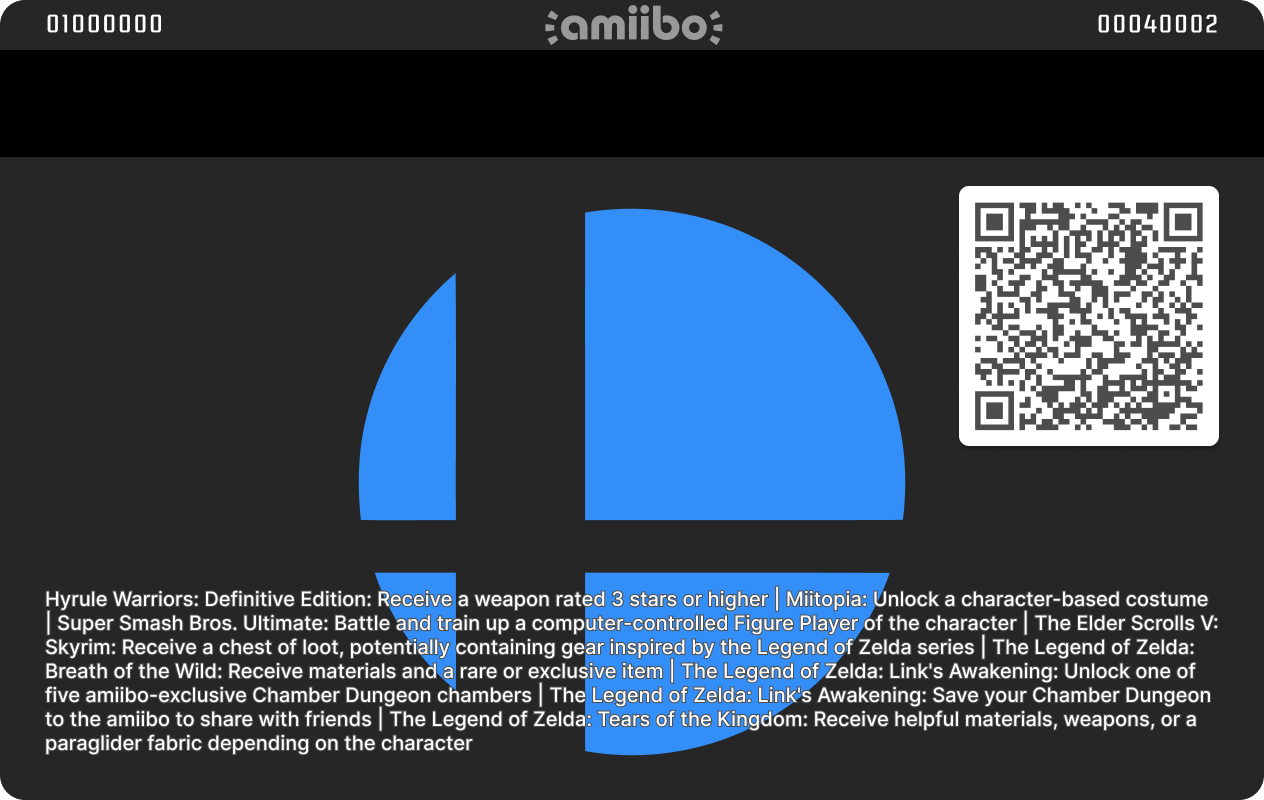 01000000 amiibo 00040002
Hyrule Warriors: Definitive Edition: Receive a weapon rated 3 stars or higher | Miitopia: Unlock a character-based costume
| Super Smash Bros. Ultimate: Battle and train up a computer-controlled Figure Player of the character | The Elder Scrolls V:
Skyrim: Receive a chest of loot, potentially containing gear inspired by the Legend of Zelda series | The Legend of Zelda:
Breath of the Wild: Receive materials and a rare or exclusive item | The Legend of Zelda: Link's Awakening: Unlock one of
five amiibo-exclusive Chamber Dungeon chambers | The Legend of Zelda: Link's Awakening: Save your Chamber Dungeon
to the amiibo to share with friends | The Legend of Zelda: Tears of the Kingdom: Receive helpful materials, weapons, or a
paraglider fabric depending on the character